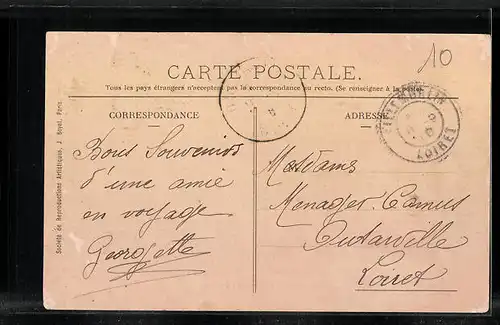 10
CARTE POSTALE.
Tous les pays étrangers n'acceptent pas la correspondance au recto. (Se renseigner à la poste)
CORRESPONDANCE
ADRESSE
Bons Souvenirs
d'une amie
en voyage
Georgette
Mesdames
Menager-Camus
Outarville
Loiret
LOIRET
Société de Reproductions Artistiques, J. Royer, Paris